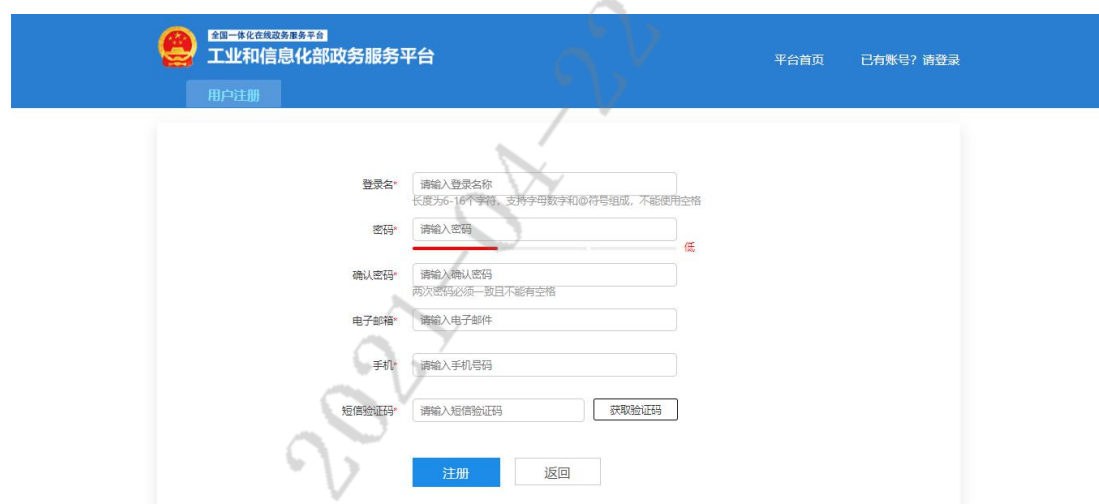 全国一体化在线政务服务平台
工业和信息化部政务服务平台
平台首页 已有账号？请登录
用户注册
登录名* 请输入登录名称
长度为6-16个字符，支持字母数字和@符号组成，不能使用空格
密码* 请输入密码
低
确认密码* 请输入确认密码
两次密码必须一致且不能有空格
电子邮箱* 请输入电子邮件
手机* 请输入手机号码
短信验证码* 请输入短信验证码 获取验证码
注册 返回
2021-04-22